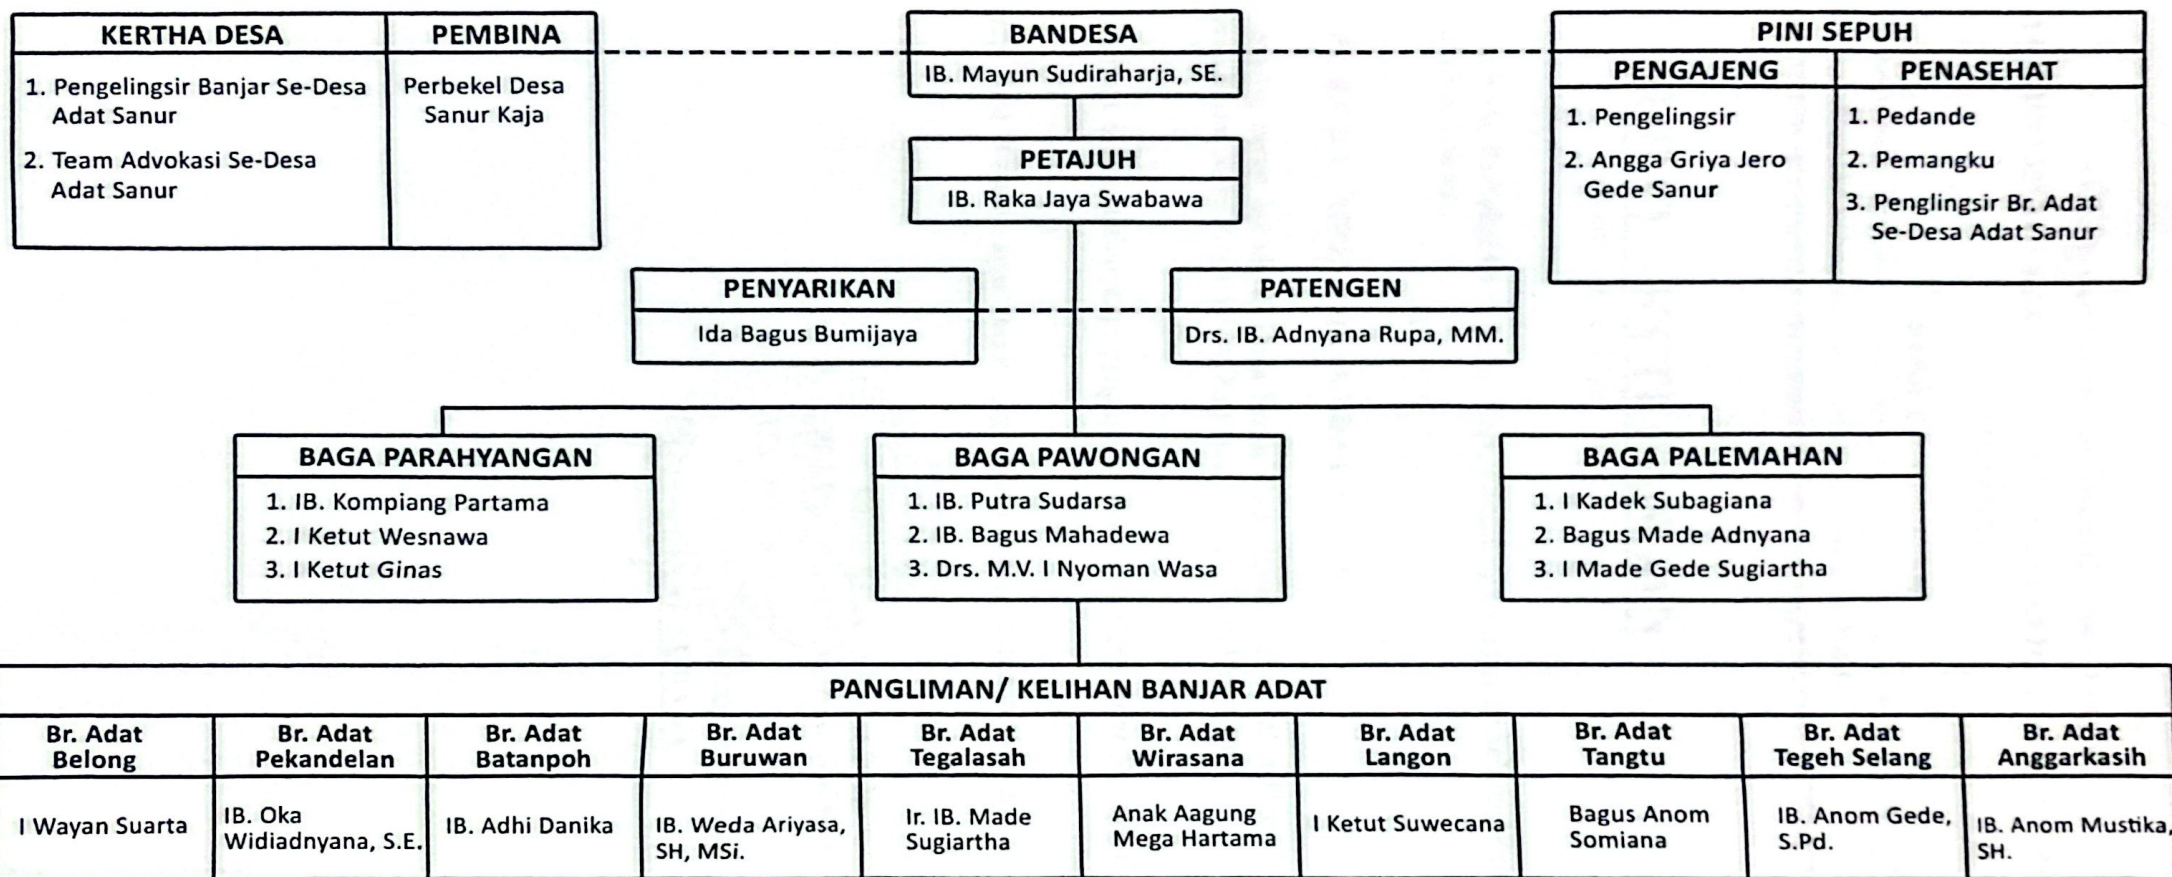 KERTHA DESA
1. Pengelingsir Banjar Se-Desa
Adat Sanur
2. Team Advokasi Se-Desa
Adat Sanur
PEMBINA
Perbekel Desa
Sanur Kaja
BANDESA
IB. Mayun Sudiraharja, SE.
PETAJUH
IB. Raka Jaya Swabawa
PINI SEPUH
PENGAJENG
1. Pengelingsir
2. Angga Griya Jero
Gede Sanur
PENASEHAT
1. Pedande
2. Pemangku
3. Penglingsir Br. Adat
Se-Desa Adat Sanur
PENYARIKAN
Ida Bagus Bumijaya
PATENGEN
Drs. IB. Adnyana Rupa, MM.
BAGA PARAHYANGAN
1. IB. Kompiang Partama
2. I Ketut Wesnawa
3. I Ketut Ginas
BAGA PAWONGAN
1. IB. Putra Sudarsa
2. IB. Bagus Mahadewa
3. Drs. M.V. I Nyoman Wasa
BAGA PALEMAHAN
1. I Kadek Subagiana
2. Bagus Made Adnyana
3. I Made Gede Sugiartha
PANGLIMAN/ KELIHAN BANJAR ADAT
Br. Adat
Belong
I Wayan Suarta
Br. Adat
Pekandelan
IB. Oka
Widiadnyana, S.E.
Br. Adat
Batanpoh
IB. Adhi Danika
Br. Adat
Buruwan
IB. Weda Ariyasa,
SH, MSi.
Br. Adat
Tegalasah
Ir. IB. Made
Sugiartha
Br. Adat
Wirasana
Anak Aagung
Mega Hartama
Br. Adat
Langon
I Ketut Suwecana
Br. Adat
Tangtu
Bagus Anom
Somiana
Br. Adat
Tegeh Selang
IB. Anom Gede,
S.Pd.
Br. Adat
Anggarkasih
IB. Anom Mustika,
SH.